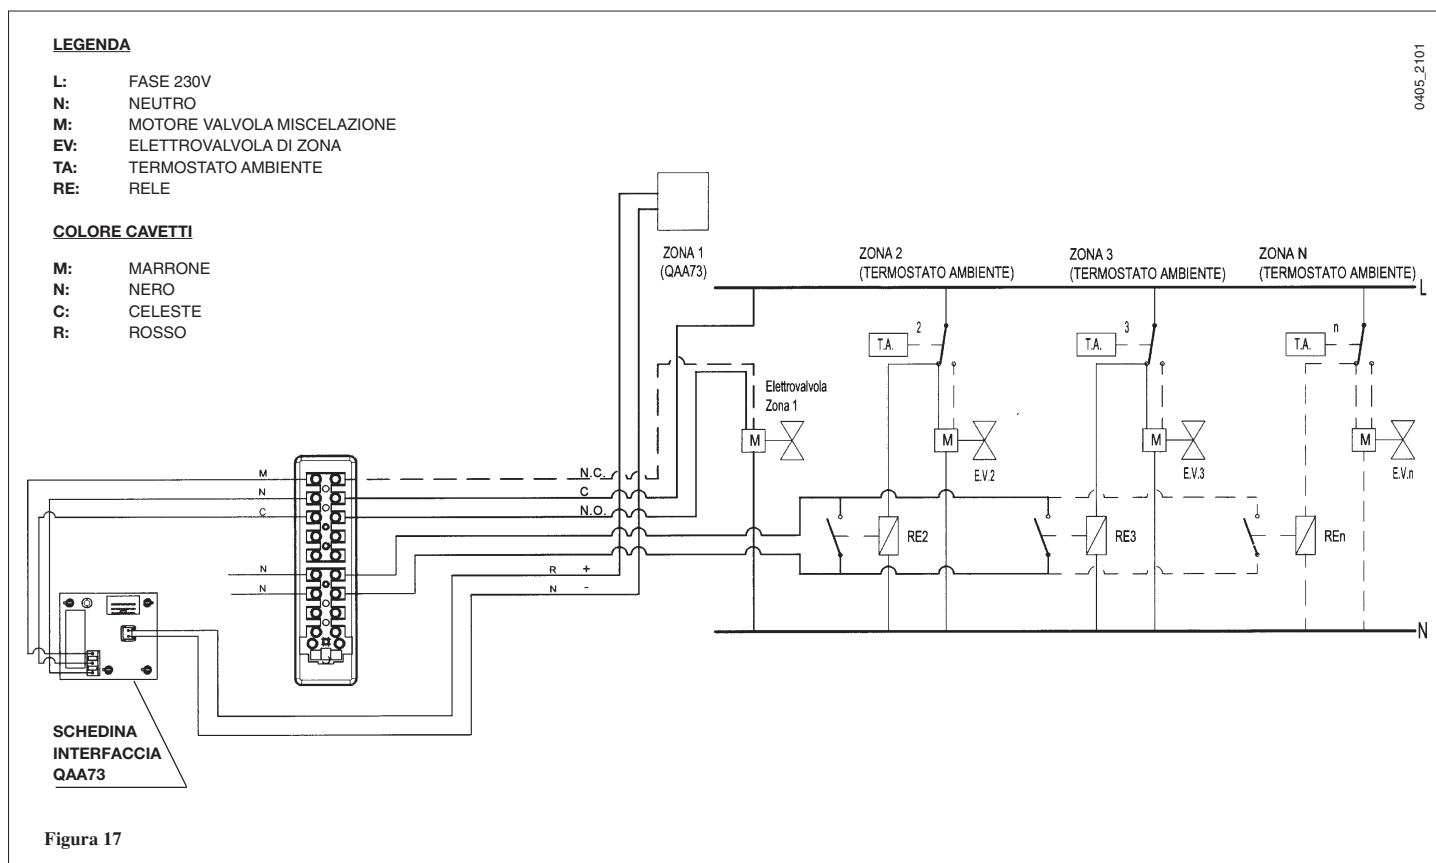 LEGENDA
L: FASE 230V
N: NEUTRO
M: MOTORE VALVOLA MISCELAZIONE
EV: ELETTROVALVOLA DI ZONA
TA: TERMOSTATO AMBIENTE
RE: RELE
COLORE CAVETTI
M: MARRONE
N: NERO
C: CELESTE
R: ROSSO
0405_2101
ZONA 1
(QAA73)
ZONA 2
(TERMOSTATO AMBIENTE)
ZONA 3
(TERMOSTATO AMBIENTE)
ZONA N
(TERMOSTATO AMBIENTE)
L
2
T.A.
3
T.A.
n
T.A.
Elettrovalvola
Zona 1
M
M
M
M
E.V.2
E.V.3
E.V.n
M
N
C
N.C.
C
N.O.
RE2
RE3
REn
N
N
R +
N -
N
SCHEDINA
INTERFACCIA
QAA73
Figura 17